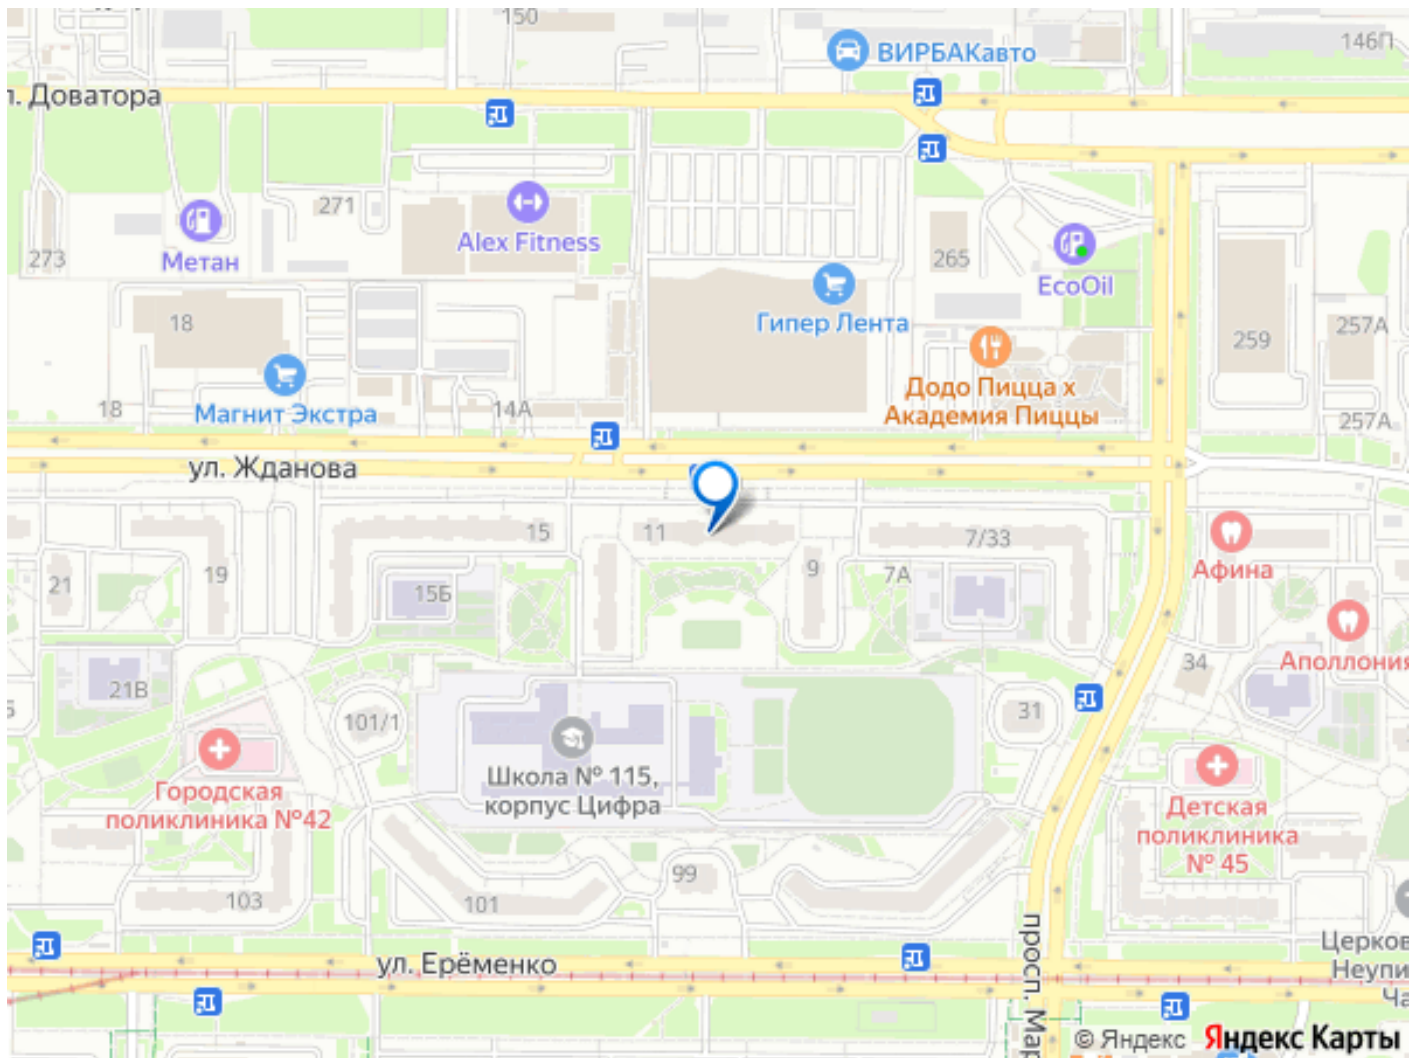 150
146П
ВИРБАКавто
л. Доватора
271
Alex Fitness
Метан
273
265
EcoOil
Гипер Лента
18
259
257А
Додо Пицца х
Академия Пиццы
Магнит Экстра
18
14А
257А
ул. Жданова
15
11
7/33
Афина
21
19
15Б
9
7А
Аполлония
34
21В
101/1
31
Школа № 115,
корпус Цифра
Городская
поликлиника №42
Детская
поликлиника
№ 45
99
103
101
просп. Мар
Церков
Неупи
Ча
ул. Ерёменко
© Яндекс Яндекс Карты